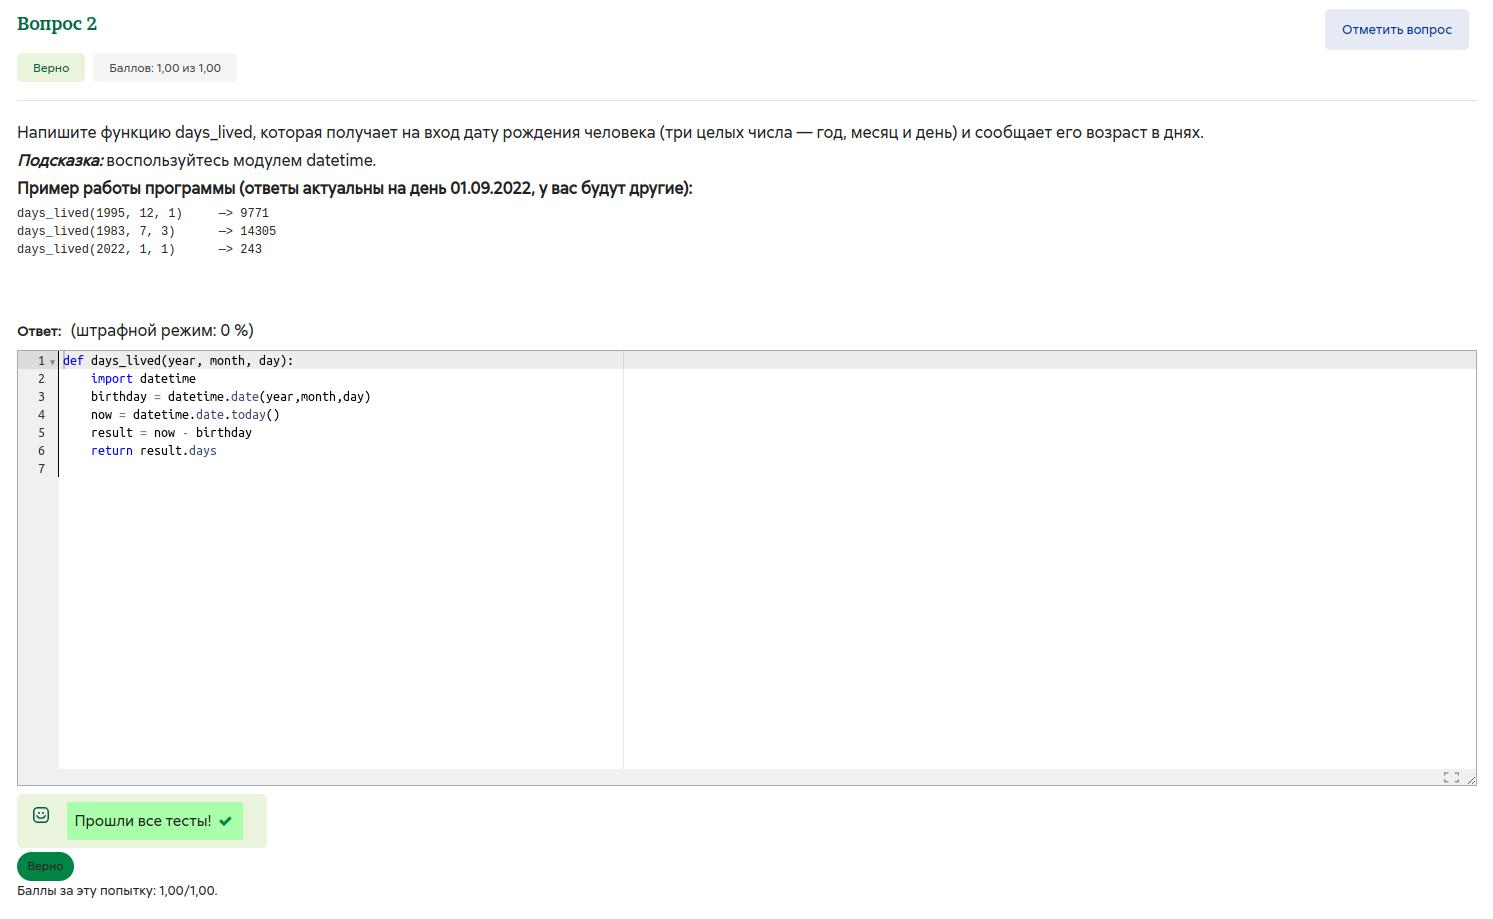 Вопрос 2
Отметить вопрос
Верно
Баллов: 1,00 из 1,00
Напишите функцию days_lived, которая получает на вход дату рождения человека (три целых числа — год, месяц и день) и сообщает его возраст в днях.
Подсказка: воспользуйтесь модулем datetime.
Пример работы программы (ответы актуальны на день 01.09.2022, у вас будут другие):
days_lived(1995, 12, 1)     —> 9771
days_lived(1983, 7, 3)      —> 14305
days_lived(2022, 1, 1)      —> 243
Ответ: (штрафной режим: 0 %)
1 def days_lived(year, month, day):
2     import datetime
3     birthday = datetime.date(year,month,day)
4     now = datetime.date.today()
5     result = now - birthday
6     return result.days
7
Прошли все тесты!
Верно
Баллы за эту попытку: 1,00/1,00.